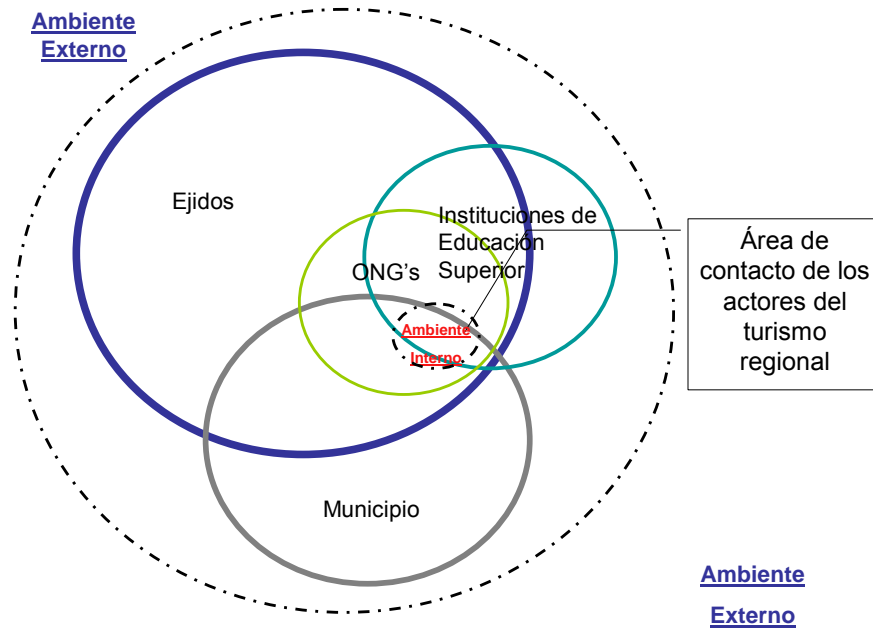 Ambiente
Externo
Ejidos
Instituciones de
Educación
Superior
ONG's
Ambiente
Interno
Municipio
Área de
contacto de los
actores del
turismo
regional
Ambiente
Externo